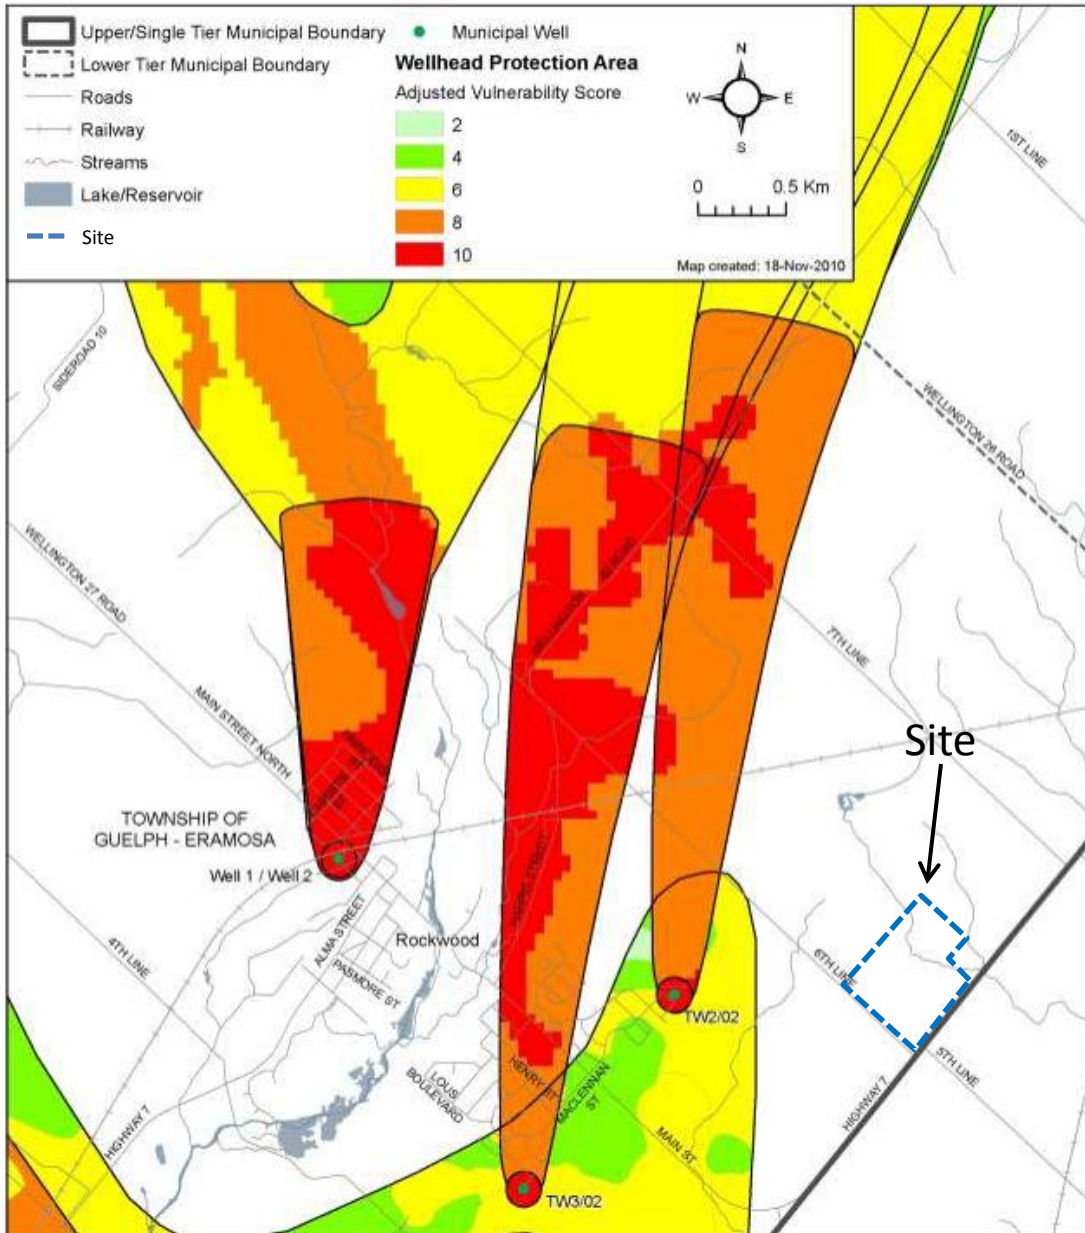 Upper/Single Tier Municipal Boundary
Lower Tier Municipal Boundary
Roads
Railway
Streams
Lake/Reservoir
Site
Municipal Well
Wellhead Protection Area
Adjusted Vulnerability Score
2
4
6
8
10
N
W
E
S
0
0.5 Km
Map created: 18-Nov-2010
1ST LINE
SIDEROAD 10
WELLINGTON 26 ROAD
WELLINGTON 27 ROAD
7TH LINE
MAIN STREET NORTH
Site
TOWNSHIP OF
GUELPH - ERAMOSA
Well 1 / Well 2
ALMA STREET
Rockwood
4TH LINE
PASMORE ST
6TH LINE
TW2/02
HENRY ST
LOUS
BOULEVARD
MACLENNAN
ST
5TH LINE
MAIN ST
HIGHWAY 7
HIGHWAY 7
TW3/02